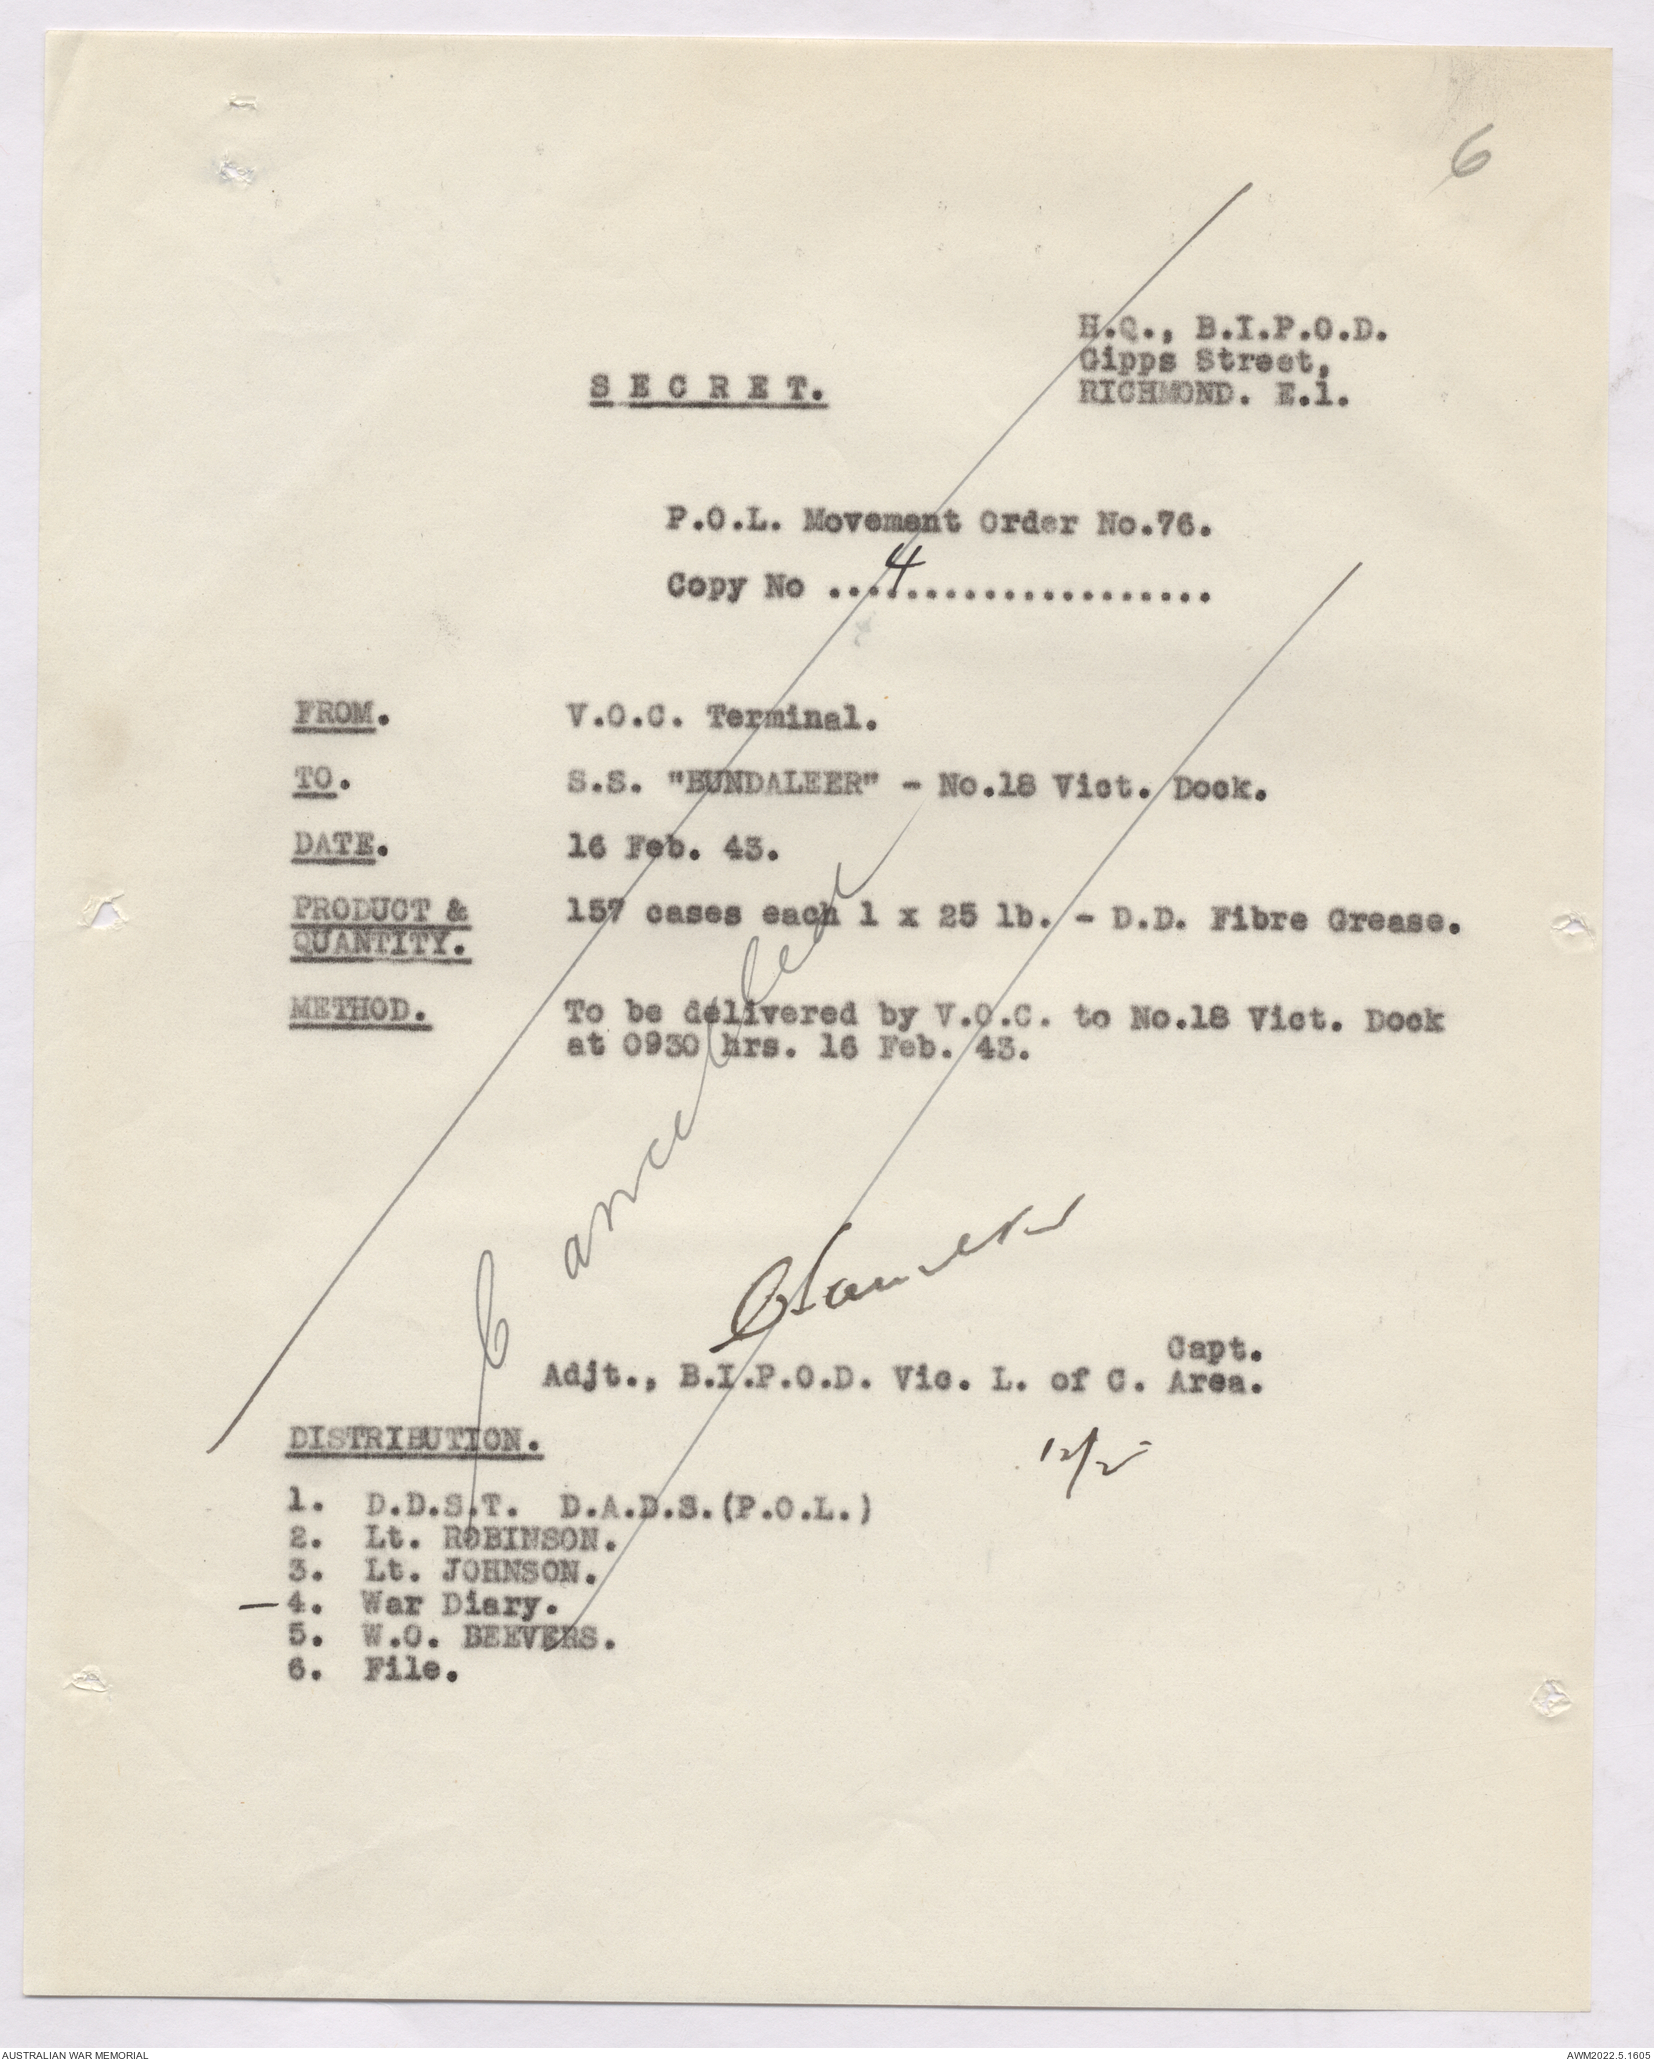 6
H.Q., B.I.P.O.D.
Gipps Street,
RICHMOND. E.1.
S E C R E T.
P.O.L. Movement Order No.76.
Copy No ...4................
FROM. V.O.C. Terminal.
TO. S.S. "BUNDALEER" - No.18 Vict. Dock.
DATE. 16 Feb. 43.
PRODUCT & 157 cases each 1 x 25 lb. - D.D. Fibre Grease.
QUANTITY.
METHOD. To be delivered by V.O.C. to No.18 Vict. Dock
at 0930 hrs. 16 Feb. 43.
Cancelled
Capt.
Adjt., B.I.P.O.D. Vic. L. of C. Area.
12/2
DISTRIBUTION.
1. D.D.S.T. D.A.D.S.(P.O.L.)
2. Lt. ROBINSON.
3. Lt. JOHNSON.
- 4. War Diary.
5. W.O. BEEVERS.
6. File.
AUSTRALIAN WAR MEMORIAL
AWM2022.5.1605